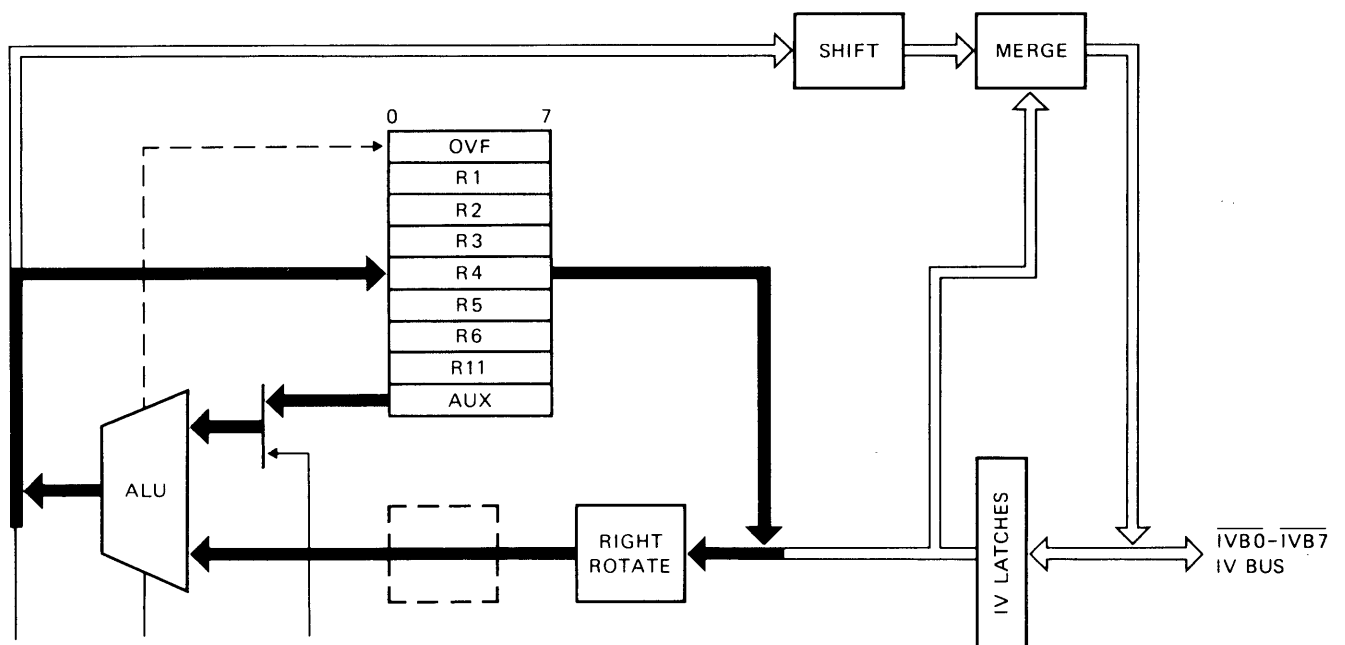 SHIFT
MERGE
0 7
OVF
R1
R2
R3
R4
R5
R6
R11
AUX
ALU
RIGHT
ROTATE
IV LATCHES
IVB0-IVB7
IV BUS